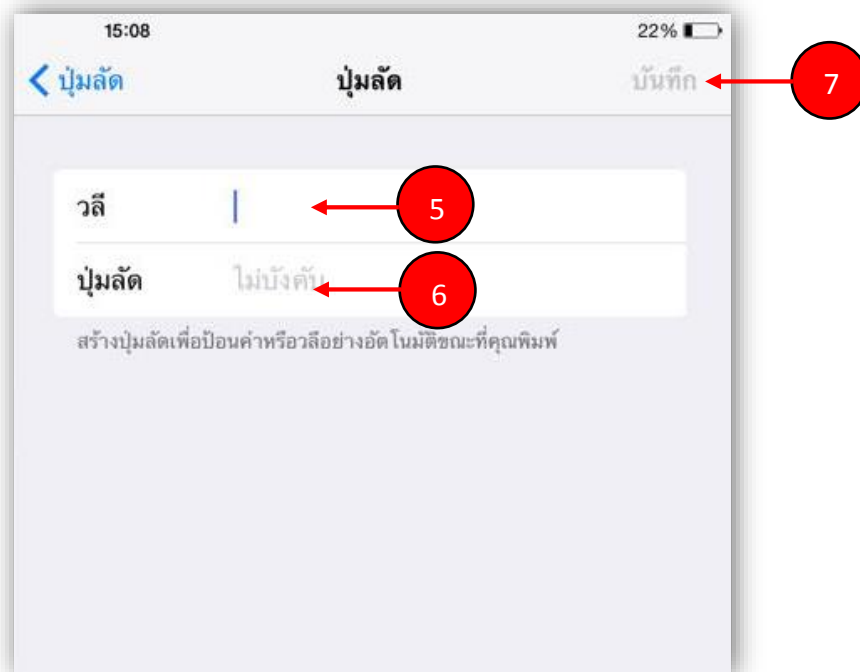 15:08 22%
ปุ่มลัด ปุ่มลัด บันทึก 7
วลี 5
ปุ่มลัด ไม่บังคับ 6
สร้างปุ่มลัดเพื่อป้อนคำหรือวลีอย่างอัตโนมัติขณะที่คุณพิมพ์